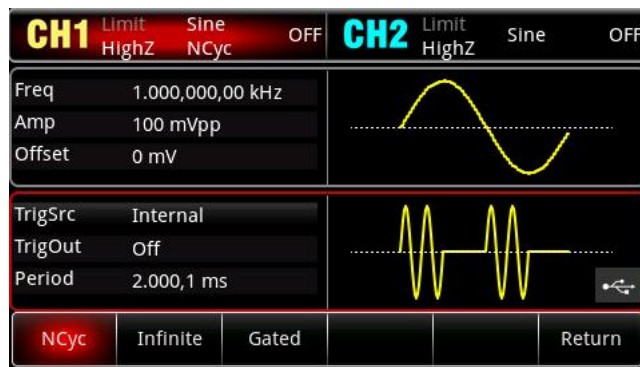 CH1 Limit Sine OFF CH2 Limit Sine OFF
HighZ NCyc HighZ
Freq 1.000,000,00 kHz
Amp 100 mVpp
Offset 0 mV
TrigSrc Internal
TrigOut Off
Period 2.000,1 ms
NCyc Infinite Gated Return